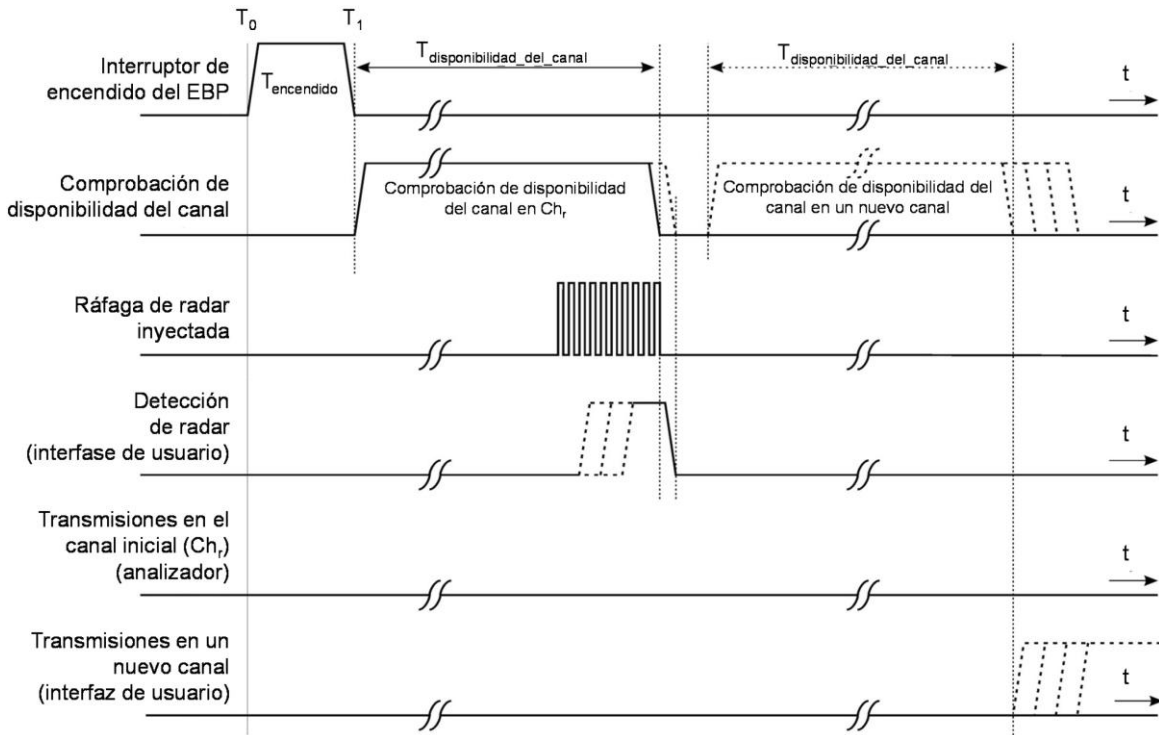 T0 T1
Interruptor de
encendido del EBP
Tencendido
Tdisponibilidad_del_canal
Tdisponibilidad_del_canal
t
Comprobación de
disponibilidad del canal
Comprobación de disponibilidad
del canal en Chr
Comprobación de disponibilidad del
canal en un nuevo canal
t
Ráfaga de radar
inyectada
t
Detección
de radar
(interfase de usuario)
t
Transmisiones en el
canal inicial (Chr)
(analizador)
t
Transmisiones en un
nuevo canal
(interfaz de usuario)
t